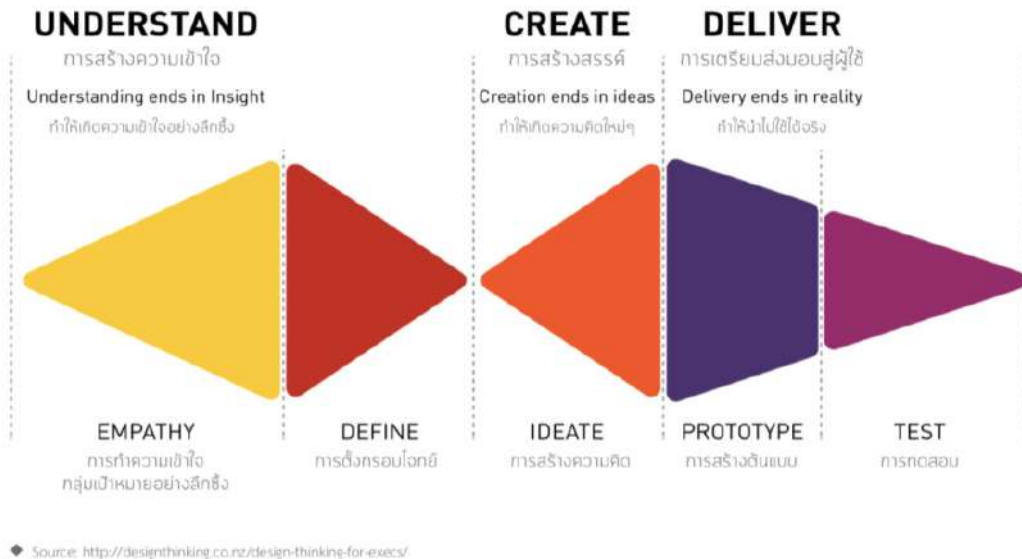 UNDERSTAND
การสร้างความเข้าใจ
Understanding ends in Insight
ทำให้เกิดความเข้าใจอย่างลึกซึ้ง
CREATE
การสร้างสรรค์
Creation ends in ideas
ทำให้เกิดความคิดใหม่ๆ
DELIVER
การเตรียมส่งมอบสู่ผู้ใช้
Delivery ends in reality
ทำให้นำไปใช้ได้จริง
EMPATHY
การทำความเข้าใจ
กลุ่มเป้าหมายอย่างลึกซึ้ง
DEFINE
การตั้งกรอบโจทย์
IDEATE
การสร้างความคิด
PROTOTYPE
การสร้างต้นแบบ
TEST
การทดสอบ
Source: http://designthinking.co.nz/design-thinking-for-execs/